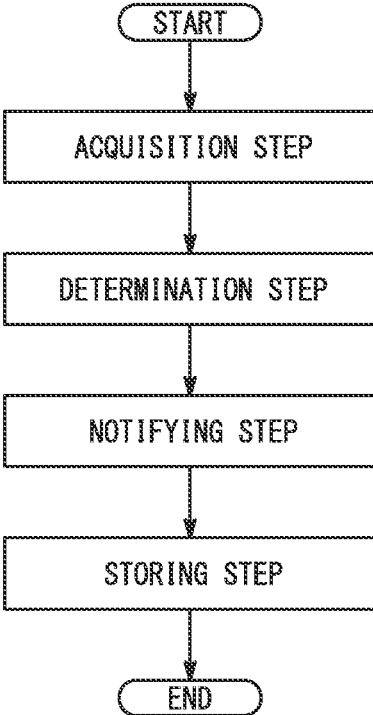 START
ACQUISITION STEP
DETERMINATION STEP
NOTIFYING STEP
STORING STEP
END